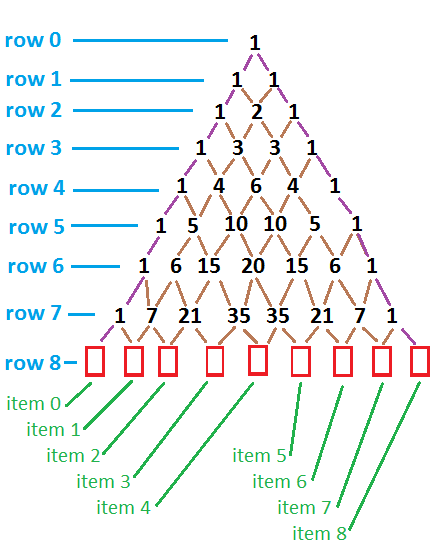 row 0 1
row 1 1 1
row 2 1 2 1
row 3 1 3 3 1
row 4 1 4 6 4 1
row 5 1 5 10 10 5 1
row 6 1 6 15 20 15 6 1
row 7 1 7 21 35 35 21 7 1
row 8
item 0
item 1
item 2 item 5
item 3 item 6
item 4 item 7
item 8